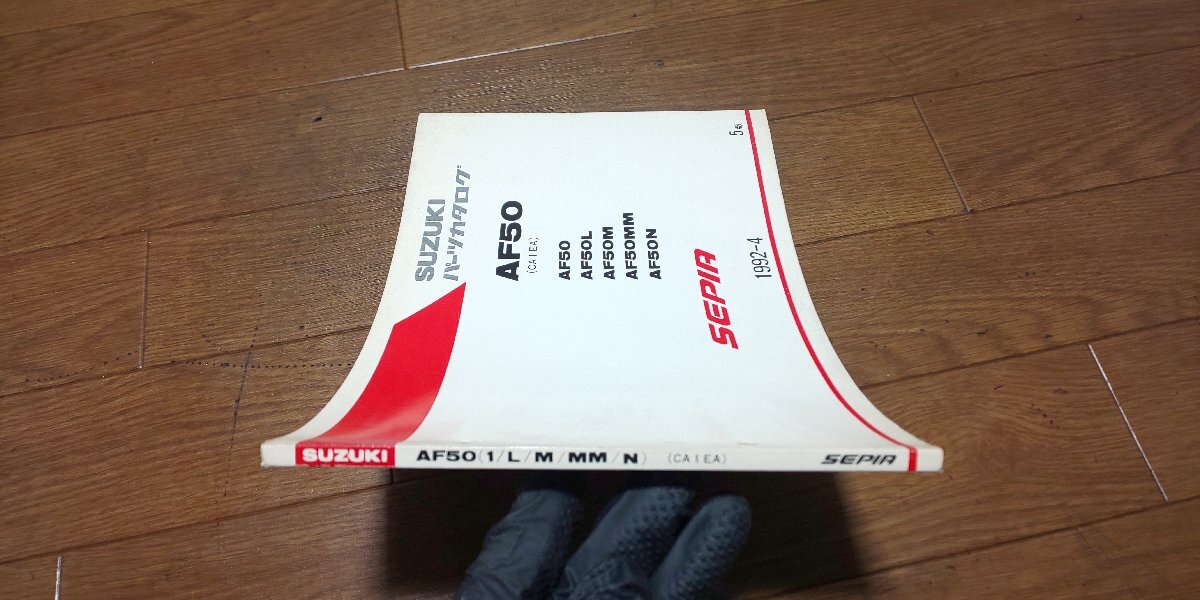 SUZUKI
パーツカタログ
AF50
(CA1EA)
AF50
AF50L
AF50M
AF50MM
AF50N
SEPIA
1992-4
5版
SUZUKI AF50(1/L/M/MM/N) (CA1EA) SEPIA